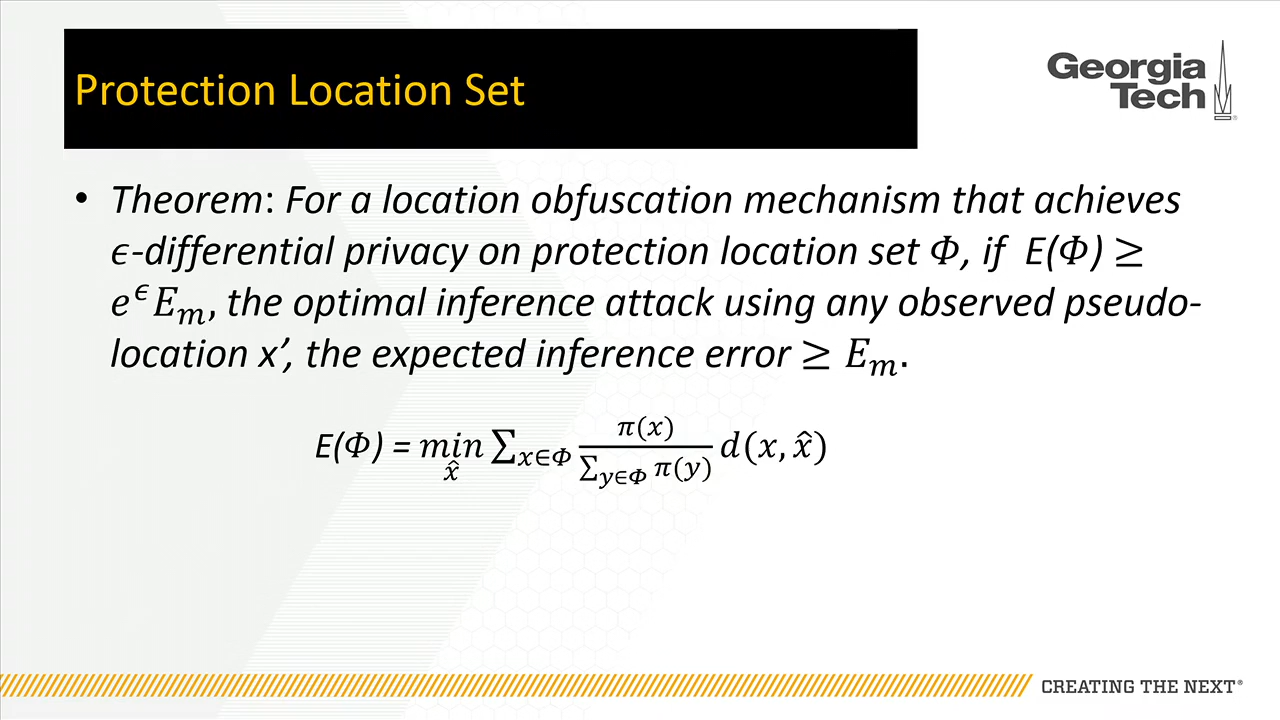 Protection Location Set
Georgia
Tech
• Theorem: For a location obfuscation mechanism that achieves
ϵ-differential privacy on protection location set Φ, if E(Φ) ≥
e^ϵ E_m, the optimal inference attack using any observed pseudo-
location x’, the expected inference error ≥ E_m.
E(Φ) = min_x̂ ∑_{x∈Φ} π(x) / ∑_{y∈Φ} π(y) d(x, x̂)
CREATING THE NEXT®